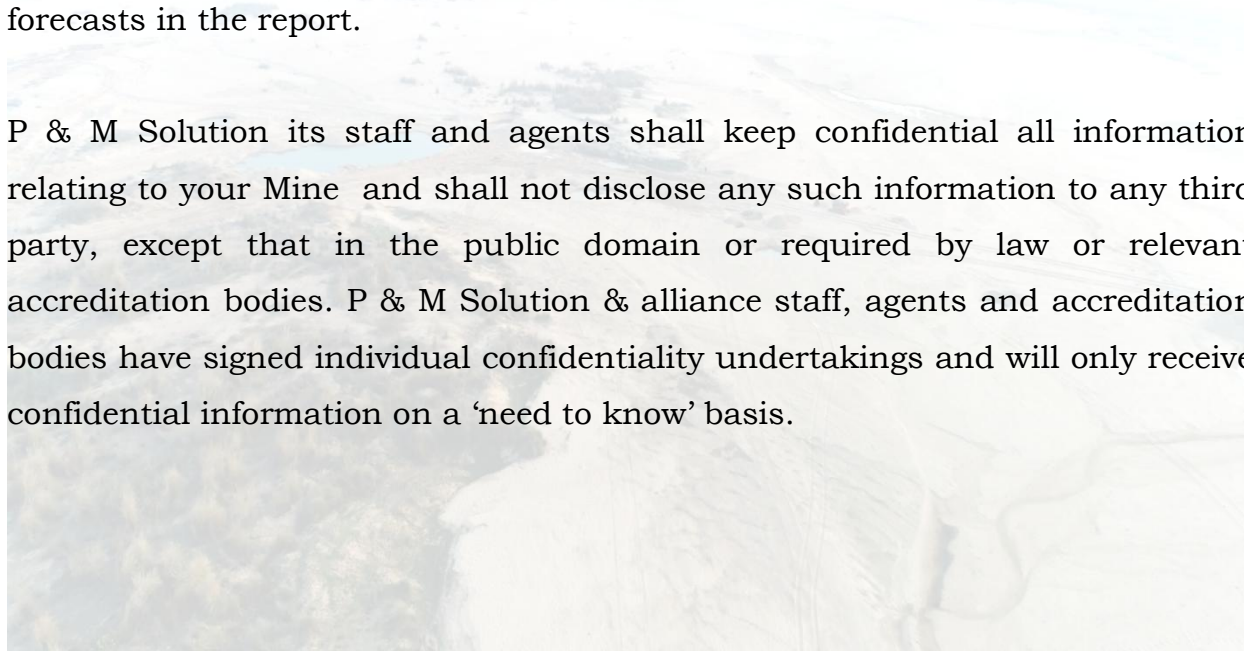 forecasts in the report.
P & M Solution its staff and agents shall keep confidential all information
relating to your Mine  and shall not disclose any such information to any third
party, except that in the public domain or required by law or relevant
accreditation bodies. P & M Solution & alliance staff, agents and accreditation
bodies have signed individual confidentiality undertakings and will only receive
confidential information on a ‘need to know’ basis.